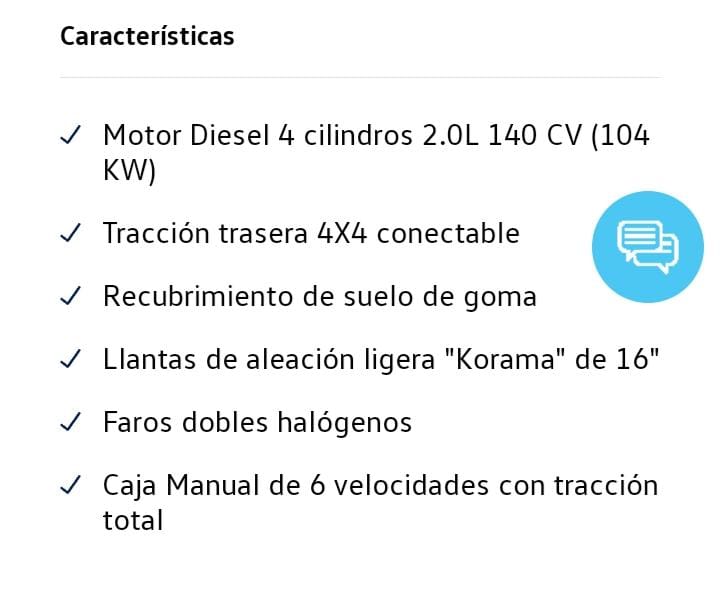 Características
Motor Diesel 4 cilindros 2.0L 140 CV (104
KW)
Tracción trasera 4X4 conectable
Recubrimiento de suelo de goma
Llantas de aleación ligera "Korama" de 16"
Faros dobles halógenos
Caja Manual de 6 velocidades con tracción
total